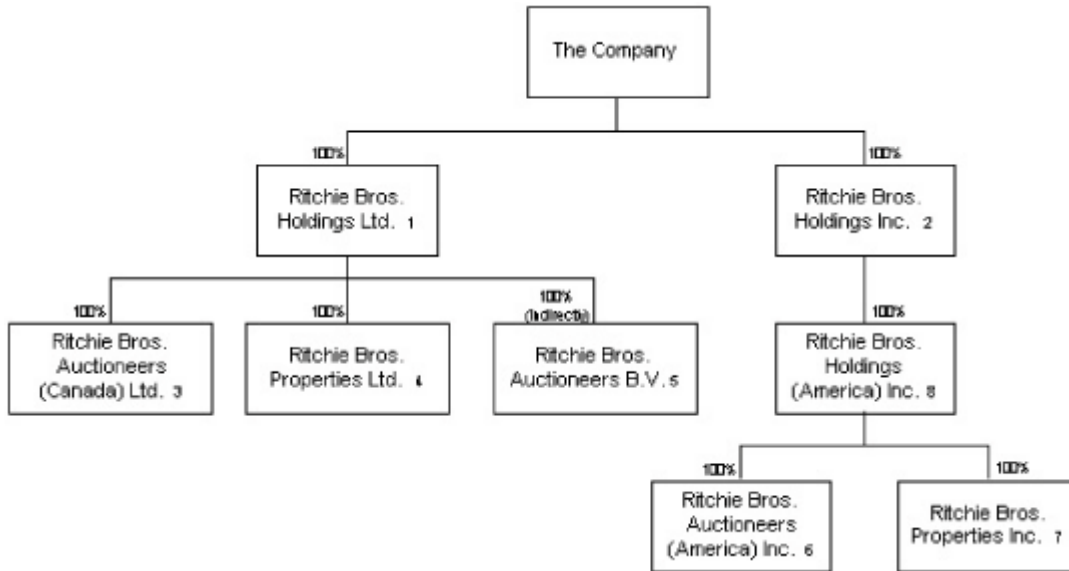 The Company
100%
100%
Ritchie Bros.
Holdings Ltd. 1
Ritchie Bros.
Holdings Inc. 2
100%
100%
100%
(Indirectly)
100%
Ritchie Bros.
Auctioneers
(Canada) Ltd. 3
Ritchie Bros.
Properties Ltd. 4
Ritchie Bros.
Auctioneers B.V. 5
Ritchie Bros.
Holdings
(America) Inc. 8
100%
100%
Ritchie Bros.
Auctioneers
(America) Inc. 6
Ritchie Bros.
Properties Inc. 7